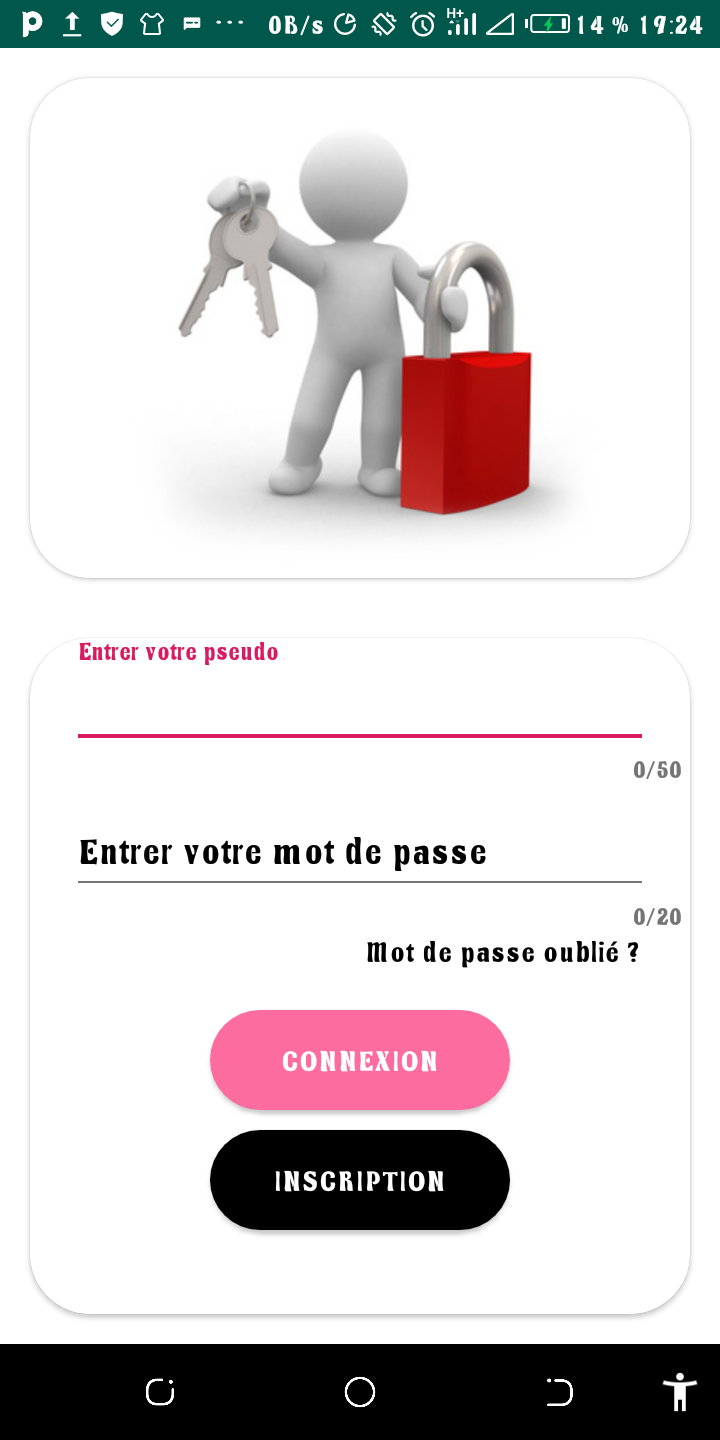 0B/s H+ 14 % 19:24
Entrer votre pseudo
0/50
Entrer votre mot de passe
0/20
Mot de passe oublié ?
CONNEXION
INSCRIPTION